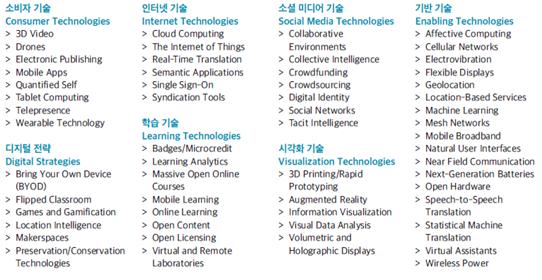 소비자 기술
Consumer Technologies
> 3D Video
> Drones
> Electronic Publishing
> Mobile Apps
> Quantified Self
> Tablet Computing
> Telepresence
> Wearable Technology
디지털 전략
Digital Strategies
> Bring Your Own Device
(BYOD)
> Flipped Classroom
> Games and Gamification
> Location Intelligence
> Makerspaces
> Preservation/Conservation
Technologies
인터넷 기술
Internet Technologies
> Cloud Computing
> The Internet of Things
> Real-Time Translation
> Semantic Applications
> Single Sign-On
> Syndication Tools
학습 기술
Learning Technologies
> Badges/Microcredit
> Learning Analytics
> Massive Open Online
Courses
> Mobile Learning
> Online Learning
> Open Content
> Open Licensing
> Virtual and Remote
Laboratories
소셜 미디어 기술
Social Media Technologies
> Collaborative
Environments
> Collective Intelligence
> Crowdfunding
> Crowdsourcing
> Digital Identity
> Social Networks
> Tacit Intelligence
시각화 기술
Visualization Technologies
> 3D Printing/Rapid
Prototyping
> Augmented Reality
> Information Visualization
> Visual Data Analysis
> Volumetric and
Holographic Displays
기반 기술
Enabling Technologies
> Affective Computing
> Cellular Networks
> Electrovibration
> Flexible Displays
> Geolocation
> Location-Based Services
> Machine Learning
> Mesh Networks
> Mobile Broadband
> Natural User Interfaces
> Near Field Communication
> Next-Generation Batteries
> Open Hardware
> Speech-to-Speech
Translation
> Statistical Machine
Translation
> Virtual Assistants
> Wireless Power